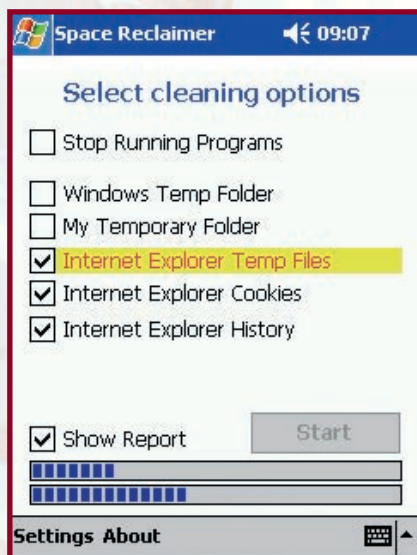 Space Reclaimer 09:07
Select cleaning options
Stop Running Programs
Windows Temp Folder
My Temporary Folder
Internet Explorer Temp Files
Internet Explorer Cookies
Internet Explorer History
Show Report Start
Settings About